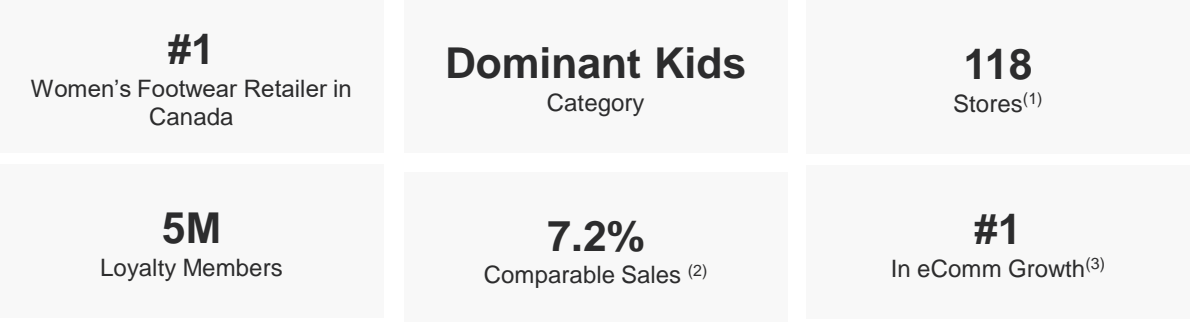 #1
Women’s Footwear Retailer in
Canada
Dominant Kids
Category
118
Stores(1)
5M
Loyalty Members
7.2%
Comparable Sales (2)
#1
In eComm Growth(3)